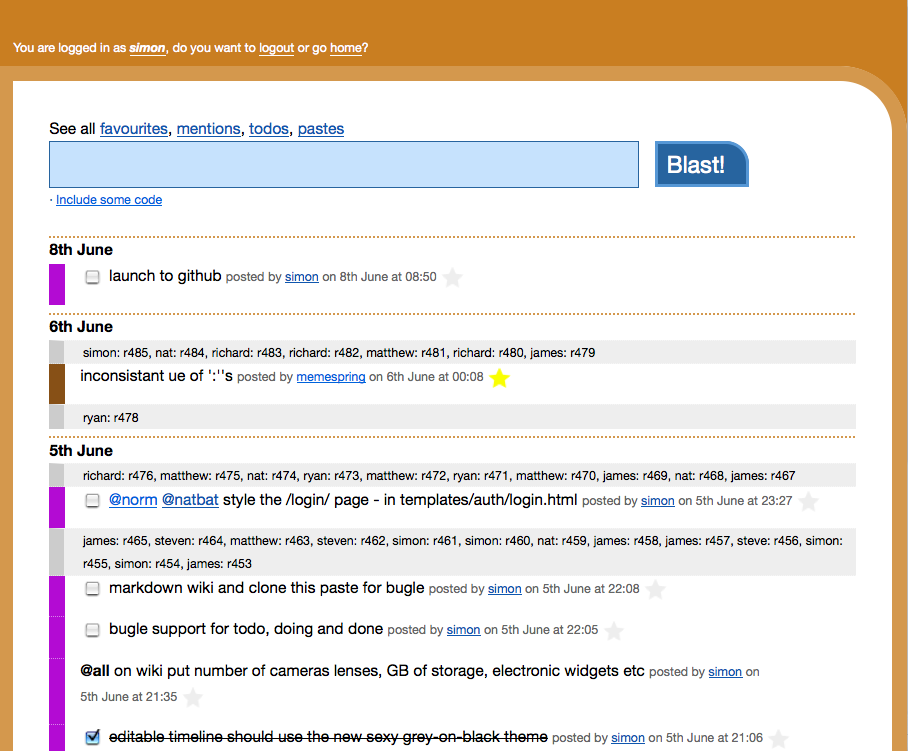 You are logged in as simon, do you want to logout or go home?
See all favourites, mentions, todos, pastes
Blast!
· Include some code
8th June
launch to github posted by simon on 8th June at 08:50
6th June
simon: r485, nat: r484, richard: r483, richard: r482, matthew: r481, richard: r480, james: r479
inconsistant ue of ':''s posted by memespring on 6th June at 00:08
ryan: r478
5th June
richard: r476, matthew: r475, nat: r474, ryan: r473, matthew: r472, ryan: r471, matthew: r470, james: r469, nat: r468, james: r467
@norm @natbat style the /login/ page - in templates/auth/login.html posted by simon on 5th June at 23:27
james: r465, steven: r464, matthew: r463, steven: r462, simon: r461, simon: r460, nat: r459, james: r458, james: r457, steve: r456, simon:
r455, simon: r454, james: r453
markdown wiki and clone this paste for bugle posted by simon on 5th June at 22:08
bugle support for todo, doing and done posted by simon on 5th June at 22:05
@all on wiki put number of cameras lenses, GB of storage, electronic widgets etc posted by simon on
5th June at 21:35
editable timeline should use the new sexy grey-on-black theme posted by simon on 5th June at 21:06